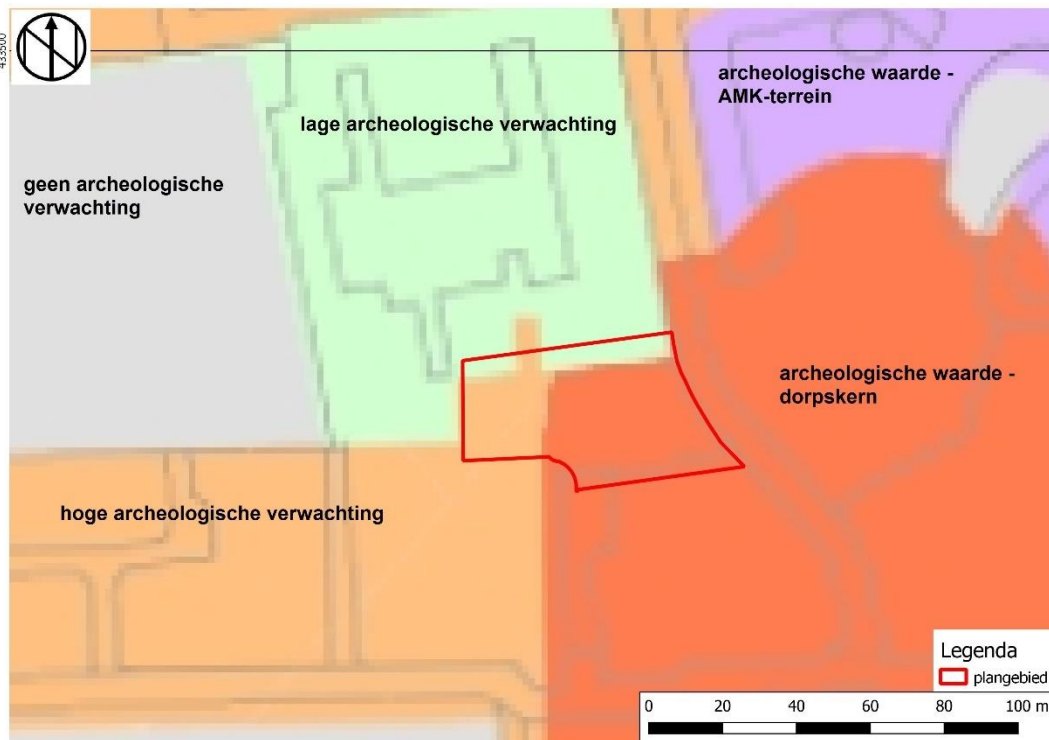 433500
N
archeologische waarde -
AMK-terrein
lage archeologische verwachting
geen archeologische
verwachting
archeologische waarde -
dorpskern
hoge archeologische verwachting
Legenda
plangebied
0 20 40 60 80 100 m